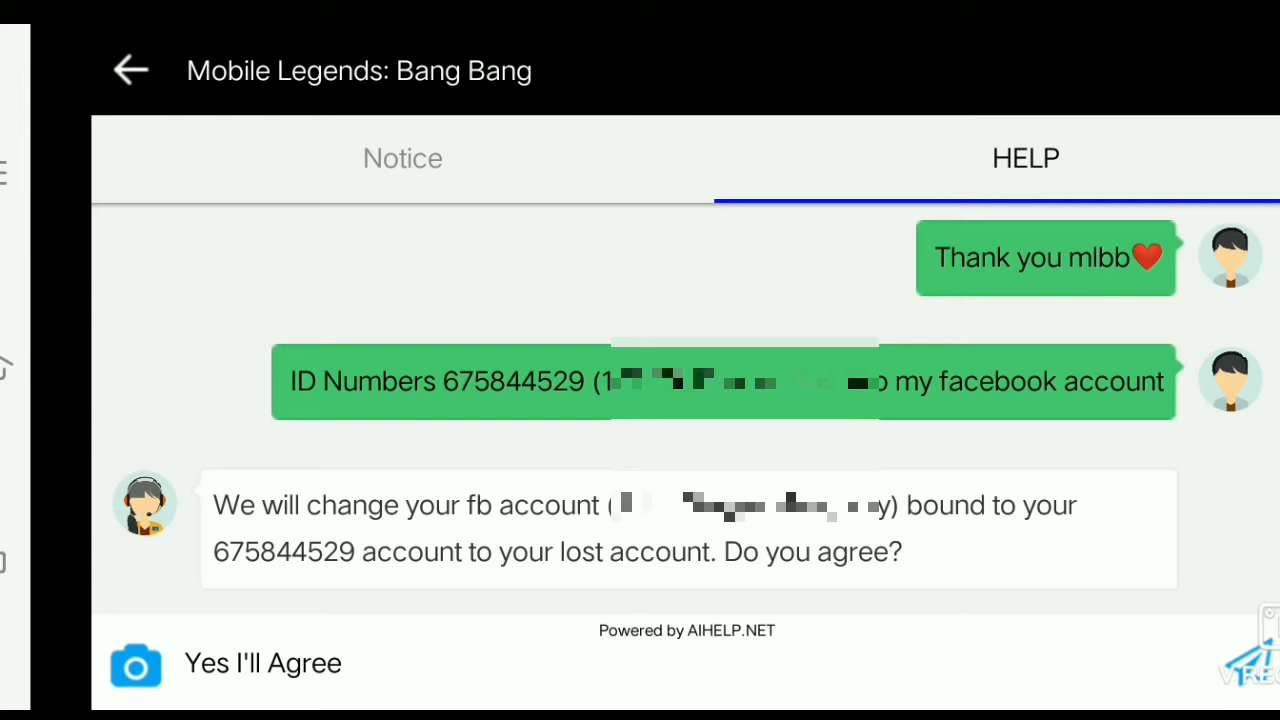 Mobile Legends: Bang Bang
Notice
HELP
Thank you mlbb❤️
ID Numbers 675844529 (1 my facebook account
We will change your fb account ( y) bound to your
675844529 account to your lost account. Do you agree?
Powered by AIHELP.NET
Yes I'll Agree